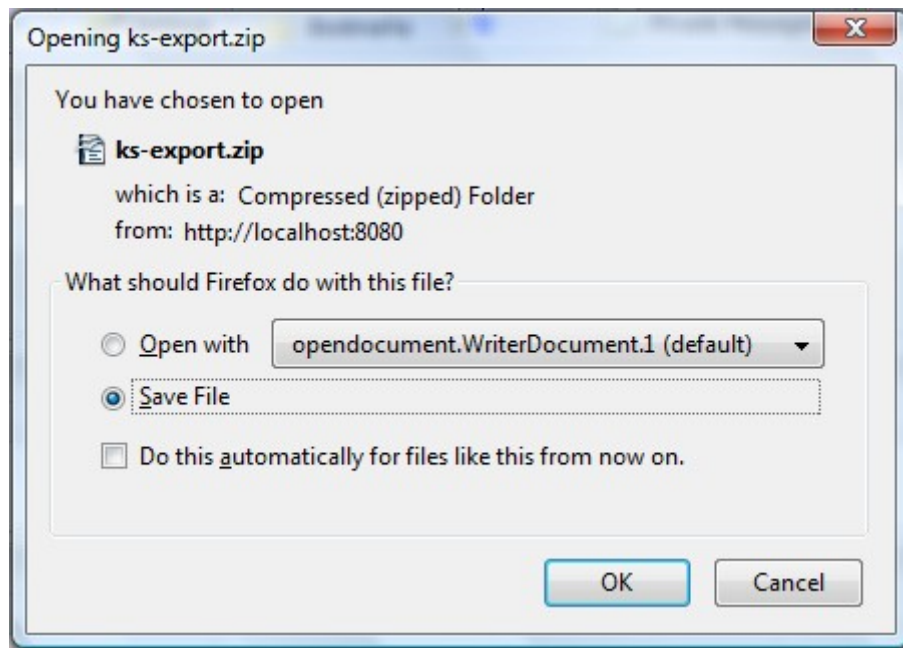 Opening ks-export.zip
You have chosen to open
ks-export.zip
which is a: Compressed (zipped) Folder
from: http://localhost:8080
What should Firefox do with this file?
Open with opendocument.WriterDocument.1 (default)
Save File
Do this automatically for files like this from now on.
OK Cancel